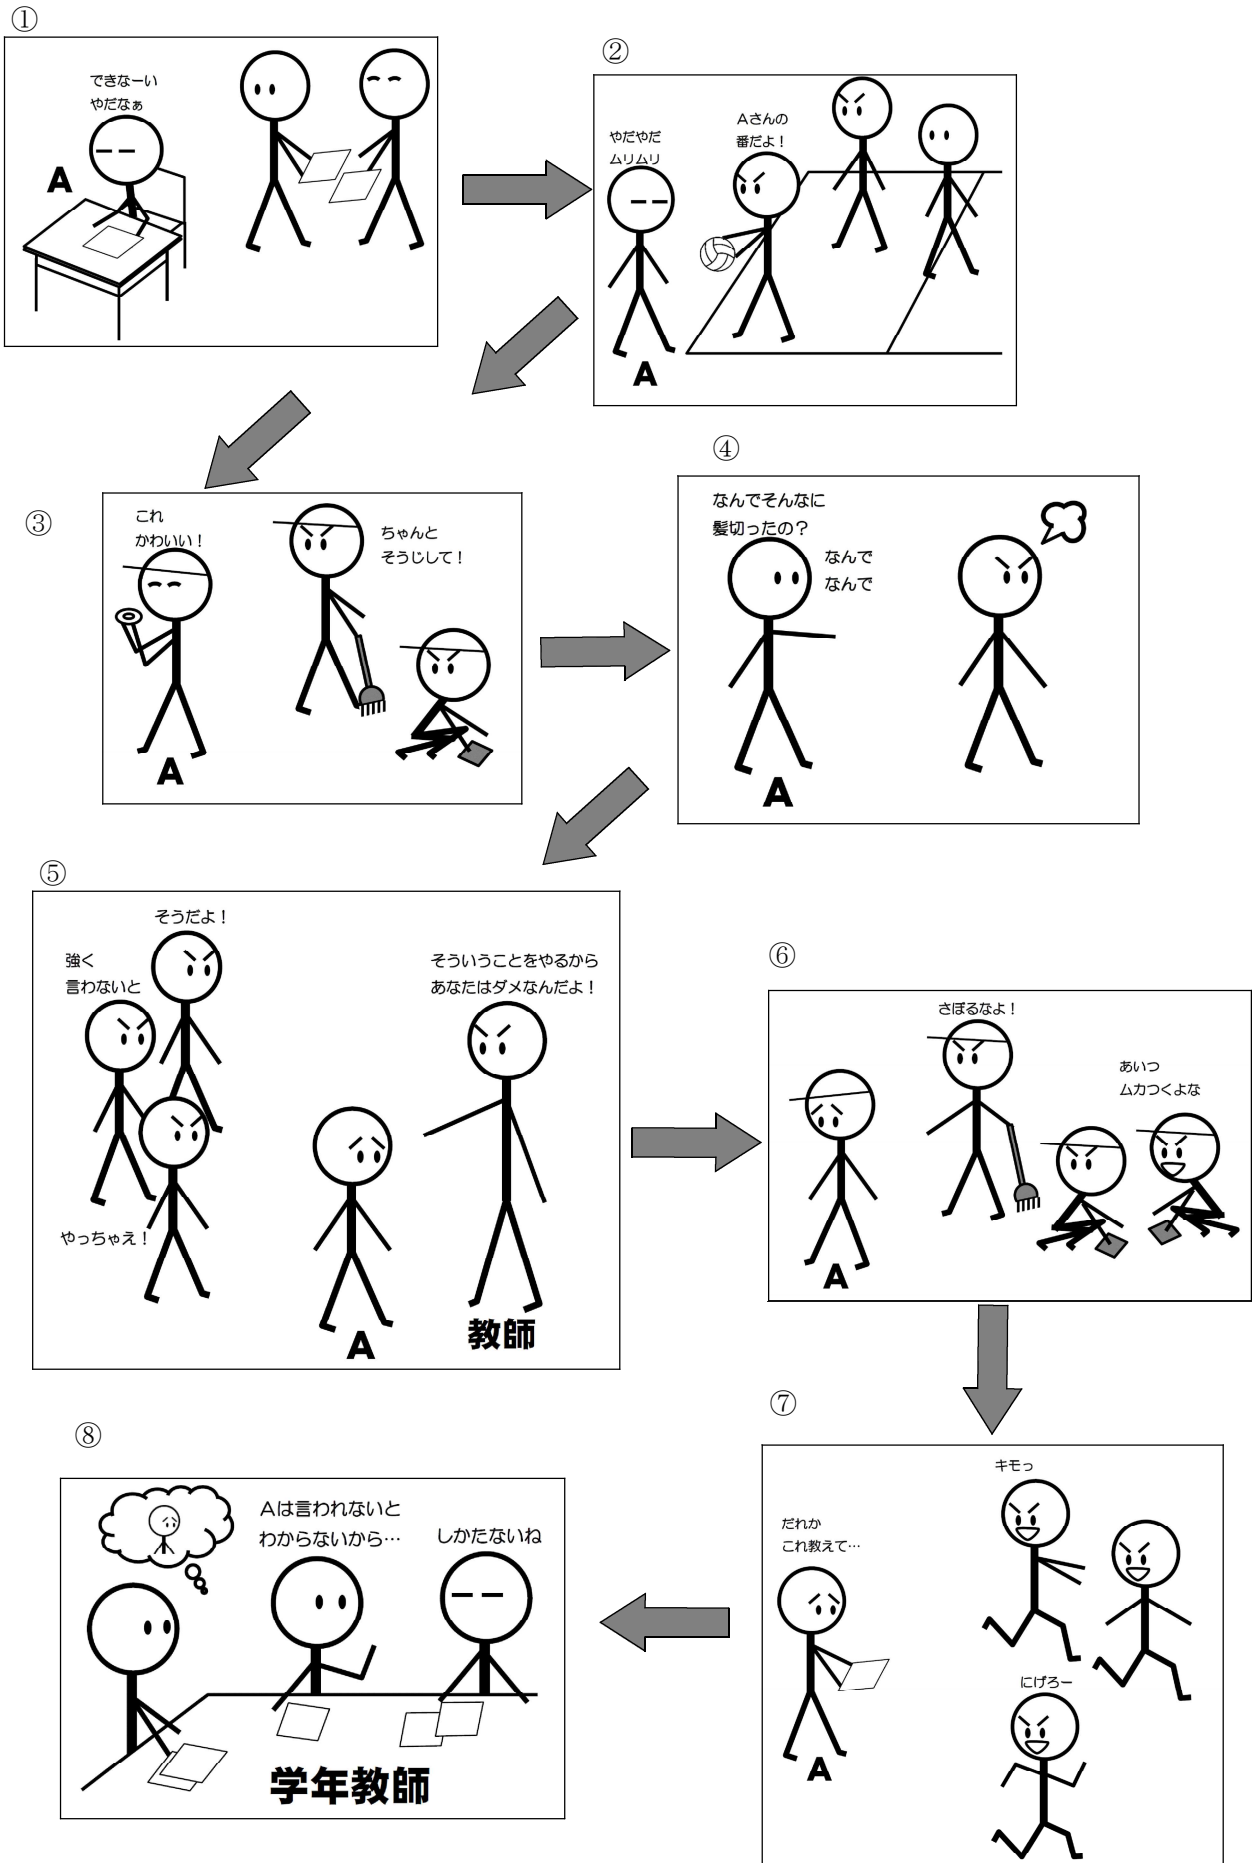 ①
できなーい
やだなぁ
A
②
やだやだ
ムリムリ
Aさんの
番だよ！
A
③
これ
かわいい！
ちゃんと
そうじして！
A
④
なんでそんなに
髪切ったの？
なんで
なんで
A
⑤
そうだよ！
強く
言わないと
やっちゃえ！
そういうことをやるから
あなたはダメなんだよ！
A
教師
⑥
さぼるなよ！
あいつ
ムカつくよな
A
⑦
キモっ
だれか
これ教えて…
にげろー
A
⑧
Aは言われないと
わからないから…
しかたないね
学年教師